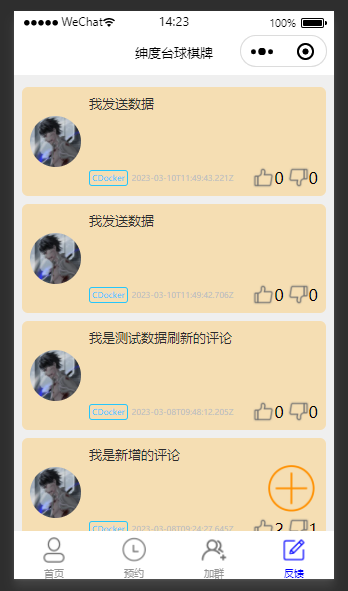 WeChat 14:23 100%
绅度台球棋牌
我发送数据
CDocker 2023-03-10T11:49:43.221Z 0 0
我发送数据
CDocker 2023-03-10T11:49:42.706Z 0 0
我是测试数据刷新的评论
CDocker 2023-03-08T09:48:12.205Z 0 0
我是新增的评论
CDocker 2023-03-08T09:24:27.645Z 2 1
首页 预约 加群 反馈